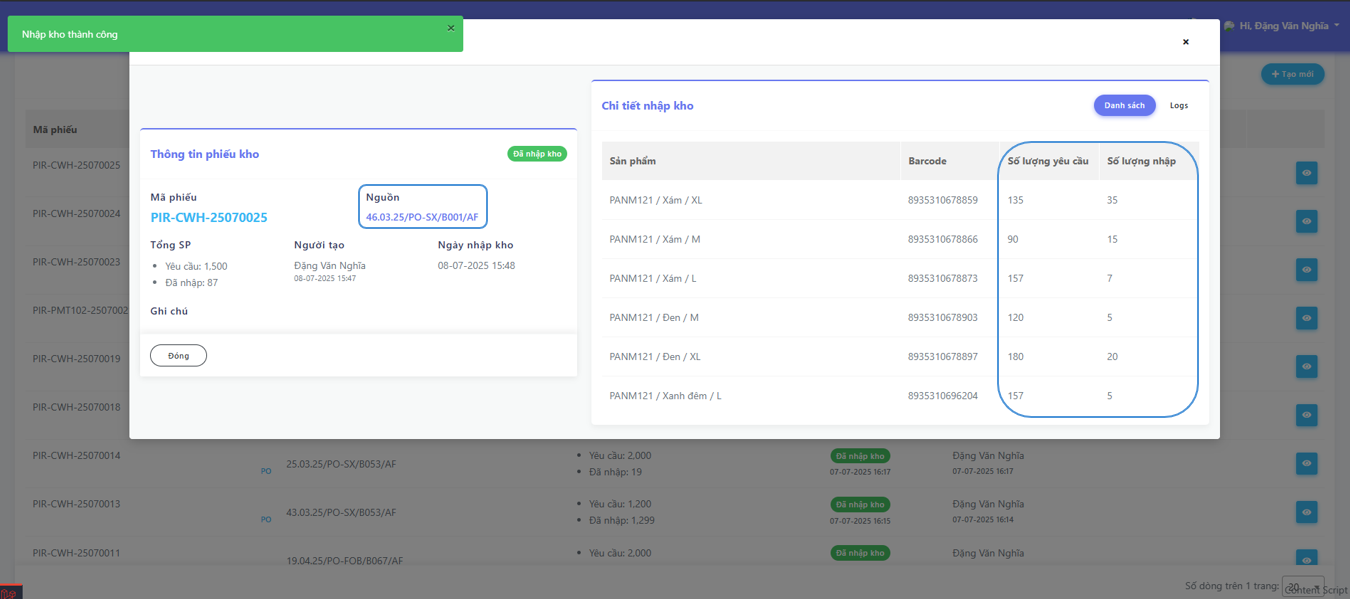 Nhập kho thành công
Hi, Đặng Văn Nghĩa
Tạo mới
Chi tiết nhập kho
Danh sách
Logs
Mã phiếu
PIR-CWH-25070025
PIR-CWH-25070024
PIR-CWH-25070023
PIR-PMT102-2507002
PIR-CWH-25070019
PIR-CWH-25070018
Thông tin phiếu kho
Đã nhập kho
Mã phiếu
PIR-CWH-25070025
Nguồn
46.03.25/PO-SX/B001/AF
Tổng SP
Yêu cầu: 1,500
Đã nhập: 87
Người tạo
Đặng Văn Nghĩa
08-07-2025 15:47
Ngày nhập kho
08-07-2025 15:48
Ghi chú
Đóng
Sản phẩm Barcode Số lượng yêu cầu Số lượng nhập
PANM121 / Xám / XL 8935310678859 135 35
PANM121 / Xám / M 8935310678866 90 15
PANM121 / Xám / L 8935310678873 157 7
PANM121 / Đen / M 8935310678903 120 5
PANM121 / Đen / XL 8935310678897 180 20
PANM121 / Xanh đêm / L 8935310696204 157 5
PIR-CWH-25070014
PO
25.03.25/PO-SX/B053/AF
Yêu cầu: 2,000
Đã nhập: 19
Đã nhập kho
07-07-2025 16:17
Đặng Văn Nghĩa
07-07-2025 16:17
PIR-CWH-25070013
PO
43.03.25/PO-SX/B053/AF
Yêu cầu: 1,200
Đã nhập: 1,299
Đã nhập kho
07-07-2025 16:15
Đặng Văn Nghĩa
07-07-2025 16:14
PIR-CWH-25070011
19.04.25/PO-FOB/B067/AF
Yêu cầu: 2,000
Đã nhập kho
Đặng Văn Nghĩa
Số dòng trên 1 trang:
20
Content Script